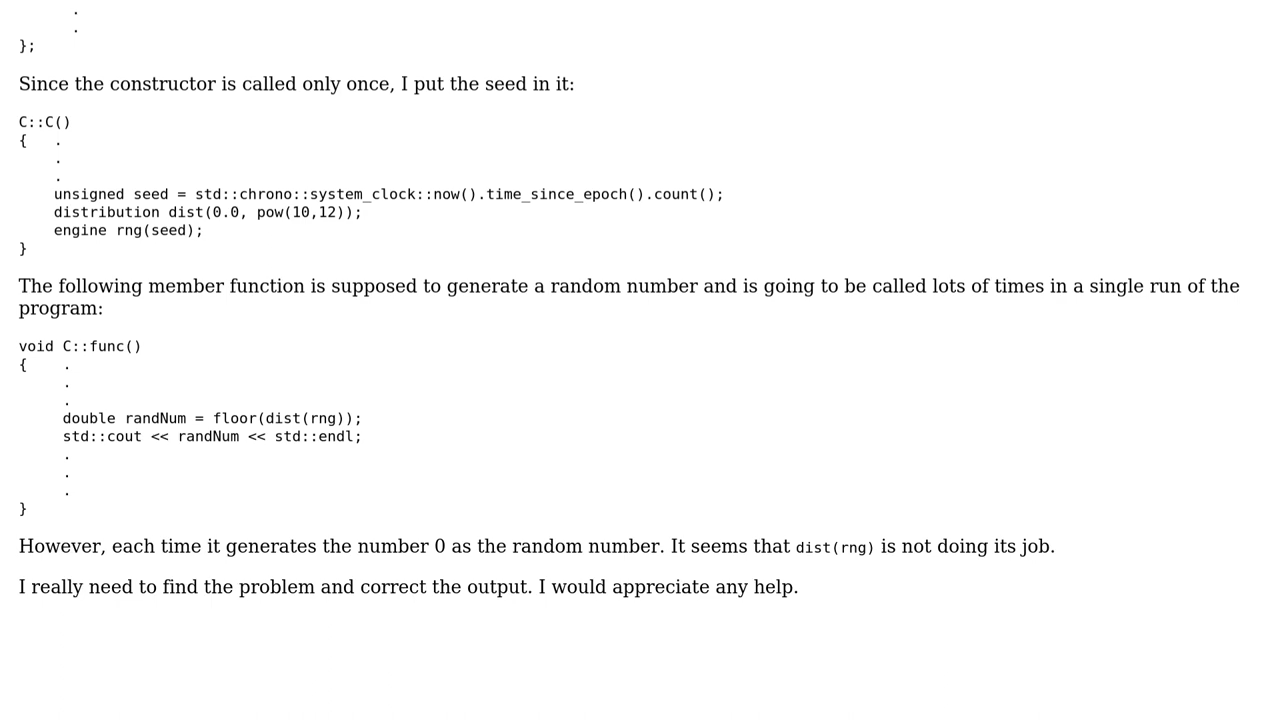 .
.
};
Since the constructor is called only once, I put the seed in it:
C::C()
{   .
    .
    .
    unsigned seed = std::chrono::system_clock::now().time_since_epoch().count();
    distribution dist(0.0, pow(10,12));
    engine rng(seed);
}
The following member function is supposed to generate a random number and is going to be called lots of times in a single run of the
program:
void C::func()
{    .
     .
     .
     double randNum = floor(dist(rng));
     std::cout << randNum << std::endl;
     .
     .
     .
}
However, each time it generates the number 0 as the random number. It seems that dist(rng) is not doing its job.
I really need to find the problem and correct the output. I would appreciate any help.